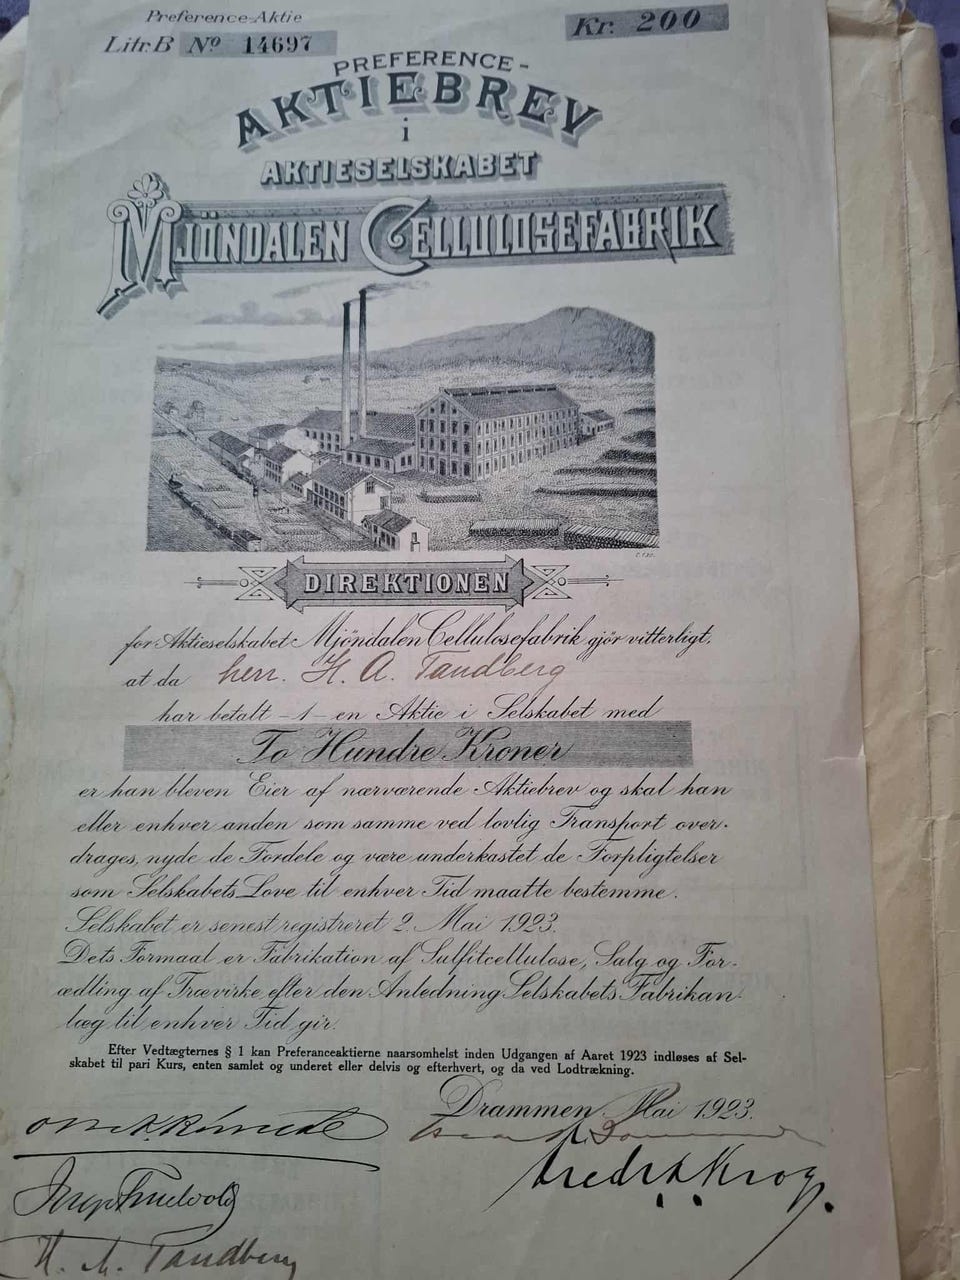 Preference-Aktie
Litr. B № 14697
Kr. 200
PREFERENCE-
AKTIEBREV
i
AKTIESELSKABET
MJÖNDALEN CELLULOSEFABRIK
DIREKTIONEN
for Aktieselskabet Mjöndalen Cellulosefabrik gjør vitterligt,
at da herr. H. A. Tandberg
har betalt -1- en Aktie i Selskabet med
To Hundre Kroner
er han bleven Eier af nærværende Aktiebrev og skal han
eller enhver anden som samme ved lovlig Transport over-
drages, nyde de Fordele og være underkastet de Forpligtelser
som Selskabets Love til enhver Tid maatte bestemme.
Selskabet er senest registreret 2. Mai 1923.
Dets Formaal er Fabrikation af Sulfitcellulose, Salg og For-
ædling af Trævirke efter den Anledning Selskabets Fabrikan-
læg til enhver Tid gir.
Efter Vedtægternes § 1 kan Preferanceaktierne naarsomhelst inden Udgangen af Aaret 1923 indløses af Sel-
skabet til pari Kurs, enten samlet og underet eller delvis og efterhvert, og da ved Lodtrækning.
Drammen, Mai 1923.
Fredrik Krog.
H. A. Tandberg